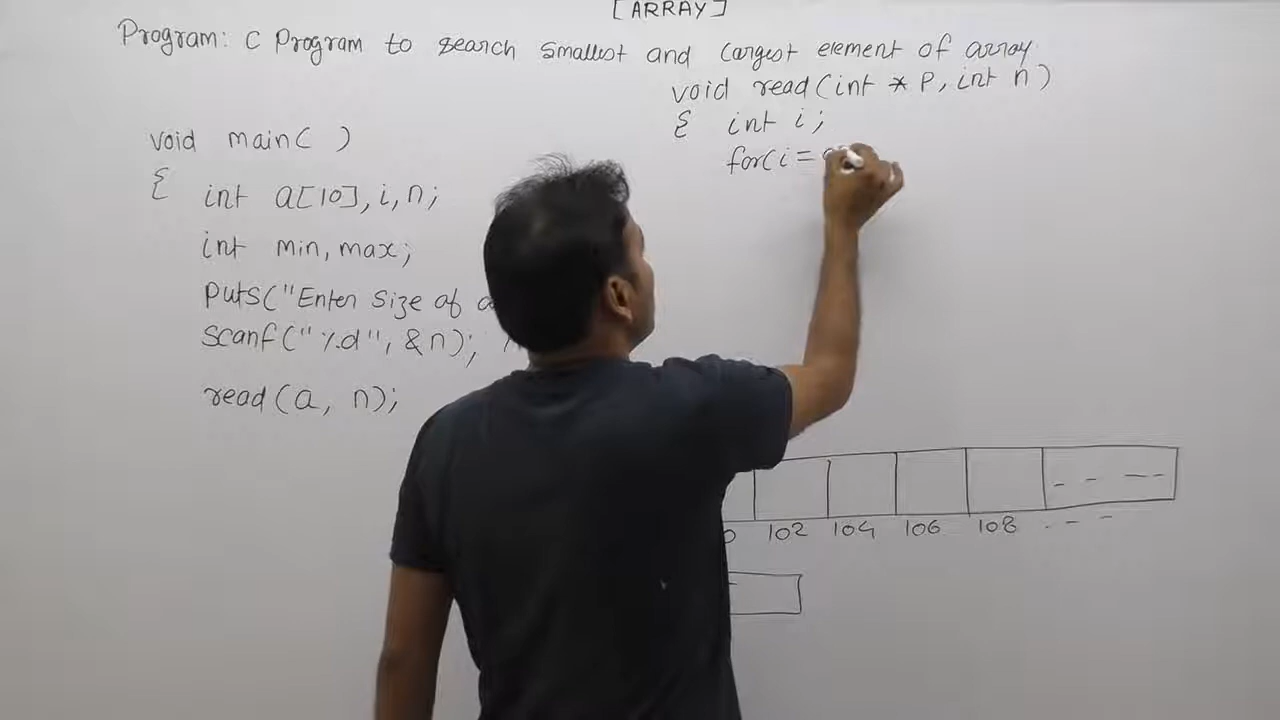 [ARRAY]
Program: C Program to search smallest and largest element of array.
void main( )
{ int a[10], i, n;
int min, max;
puts("Enter size of
scanf("%d", &n);
read(a, n);
void read(int * P, int n)
{ int i;
for(i=
102 104 106 108 . - -